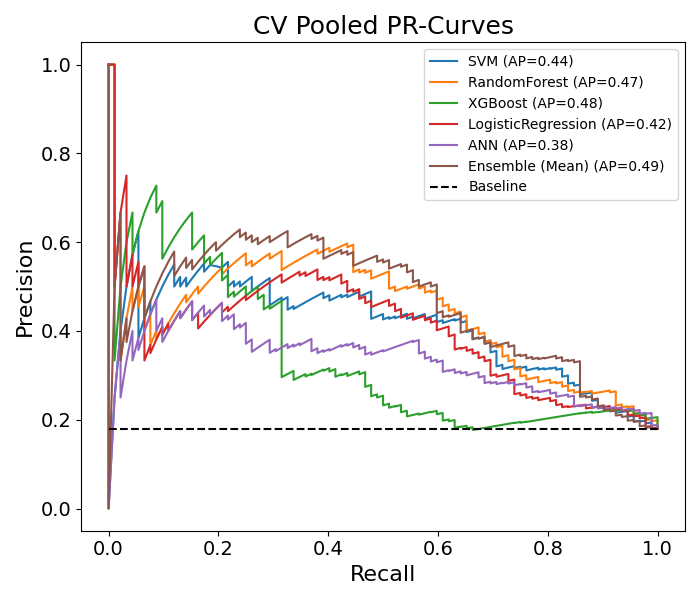 CV Pooled PR-Curves
SVM (AP=0.44)
RandomForest (AP=0.47)
XGBoost (AP=0.48)
LogisticRegression (AP=0.42)
ANN (AP=0.38)
Ensemble (Mean) (AP=0.49)
Baseline
Precision
1.0
0.8
0.6
0.4
0.2
0.0
0.0 0.2 0.4 0.6 0.8 1.0
Recall